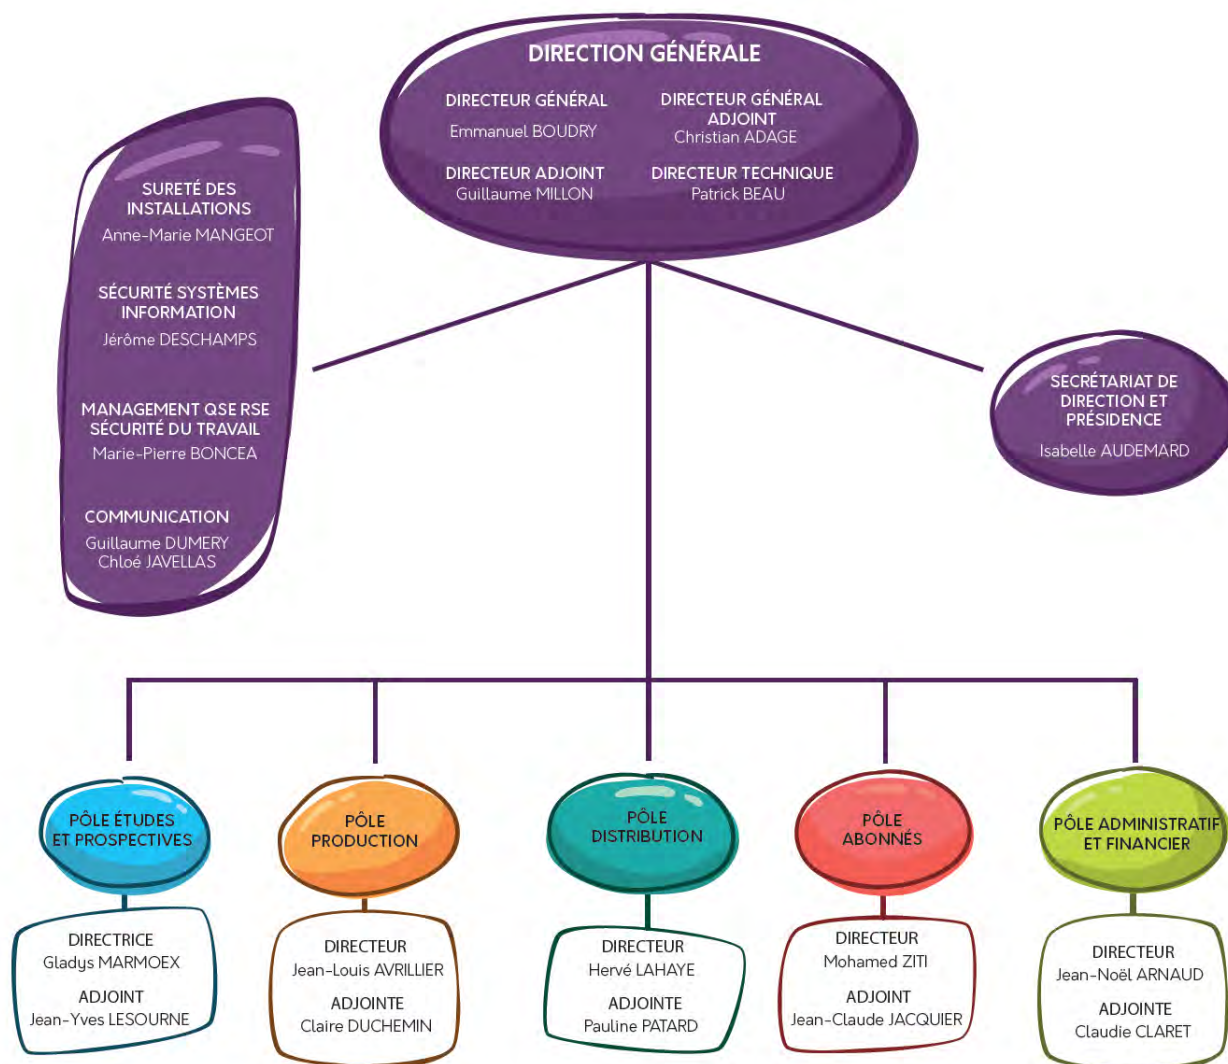 DIRECTION GÉNÉRALE
DIRECTEUR GÉNÉRAL
Emmanuel BOUDRY
DIRECTEUR GÉNÉRAL
ADJOINT
Christian ADAGE
DIRECTEUR ADJOINT
Guillaume MILLON
DIRECTEUR TECHNIQUE
Patrick BEAU
SURETÉ DES
INSTALLATIONS
Anne-Marie MANGEOT
SÉCURITÉ SYSTÈMES
INFORMATION
Jérôme DESCHAMPS
MANAGEMENT QSE RSE
SÉCURITÉ DU TRAVAIL
Marie-Pierre BONCEA
COMMUNICATION
Guillaume DUMERY
Chloé JAVELLAS
SECRÉTARIAT DE
DIRECTION ET
PRÉSIDENCE
Isabelle AUDEMARD
PÔLE ÉTUDES
ET PROSPECTIVES
DIRECTRICE
Gladys MARMOEX
ADJOINT
Jean-Yves LESOURNE
PÔLE
PRODUCTION
DIRECTEUR
Jean-Louis AVRILLIER
ADJOINTE
Claire DUCHEMIN
PÔLE
DISTRIBUTION
DIRECTEUR
Hervé LAHAYE
ADJOINTE
Pauline PATARD
PÔLE
ABONNÉS
DIRECTEUR
Mohamed ZITI
ADJOINT
Jean-Claude JACQUIER
PÔLE ADMINISTRATIF
ET FINANCIER
DIRECTEUR
Jean-Noël ARNAUD
ADJOINTE
Claudie CLARET